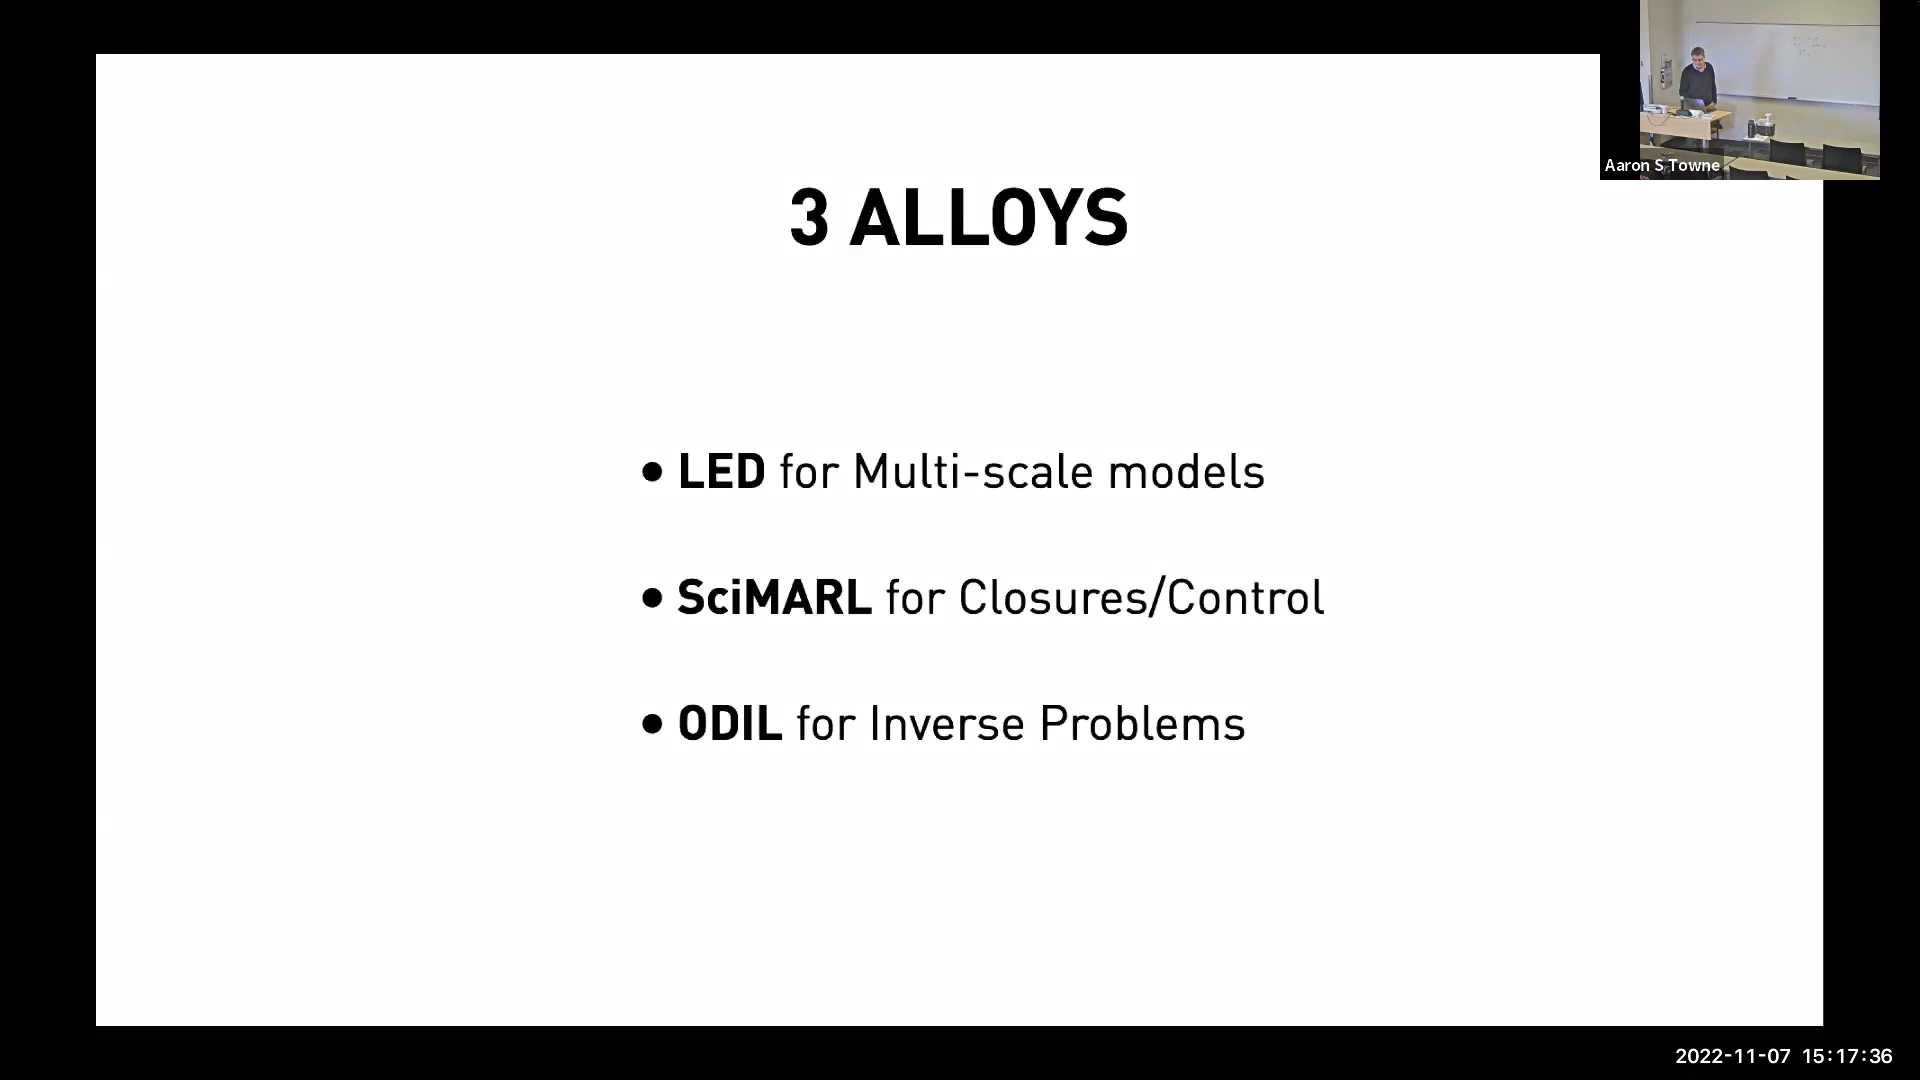 3 ALLOYS
• LED for Multi-scale models
• SciMARL for Closures/Control
• ODIL for Inverse Problems
Aaron S Towne
2022-11-07 15:17:36